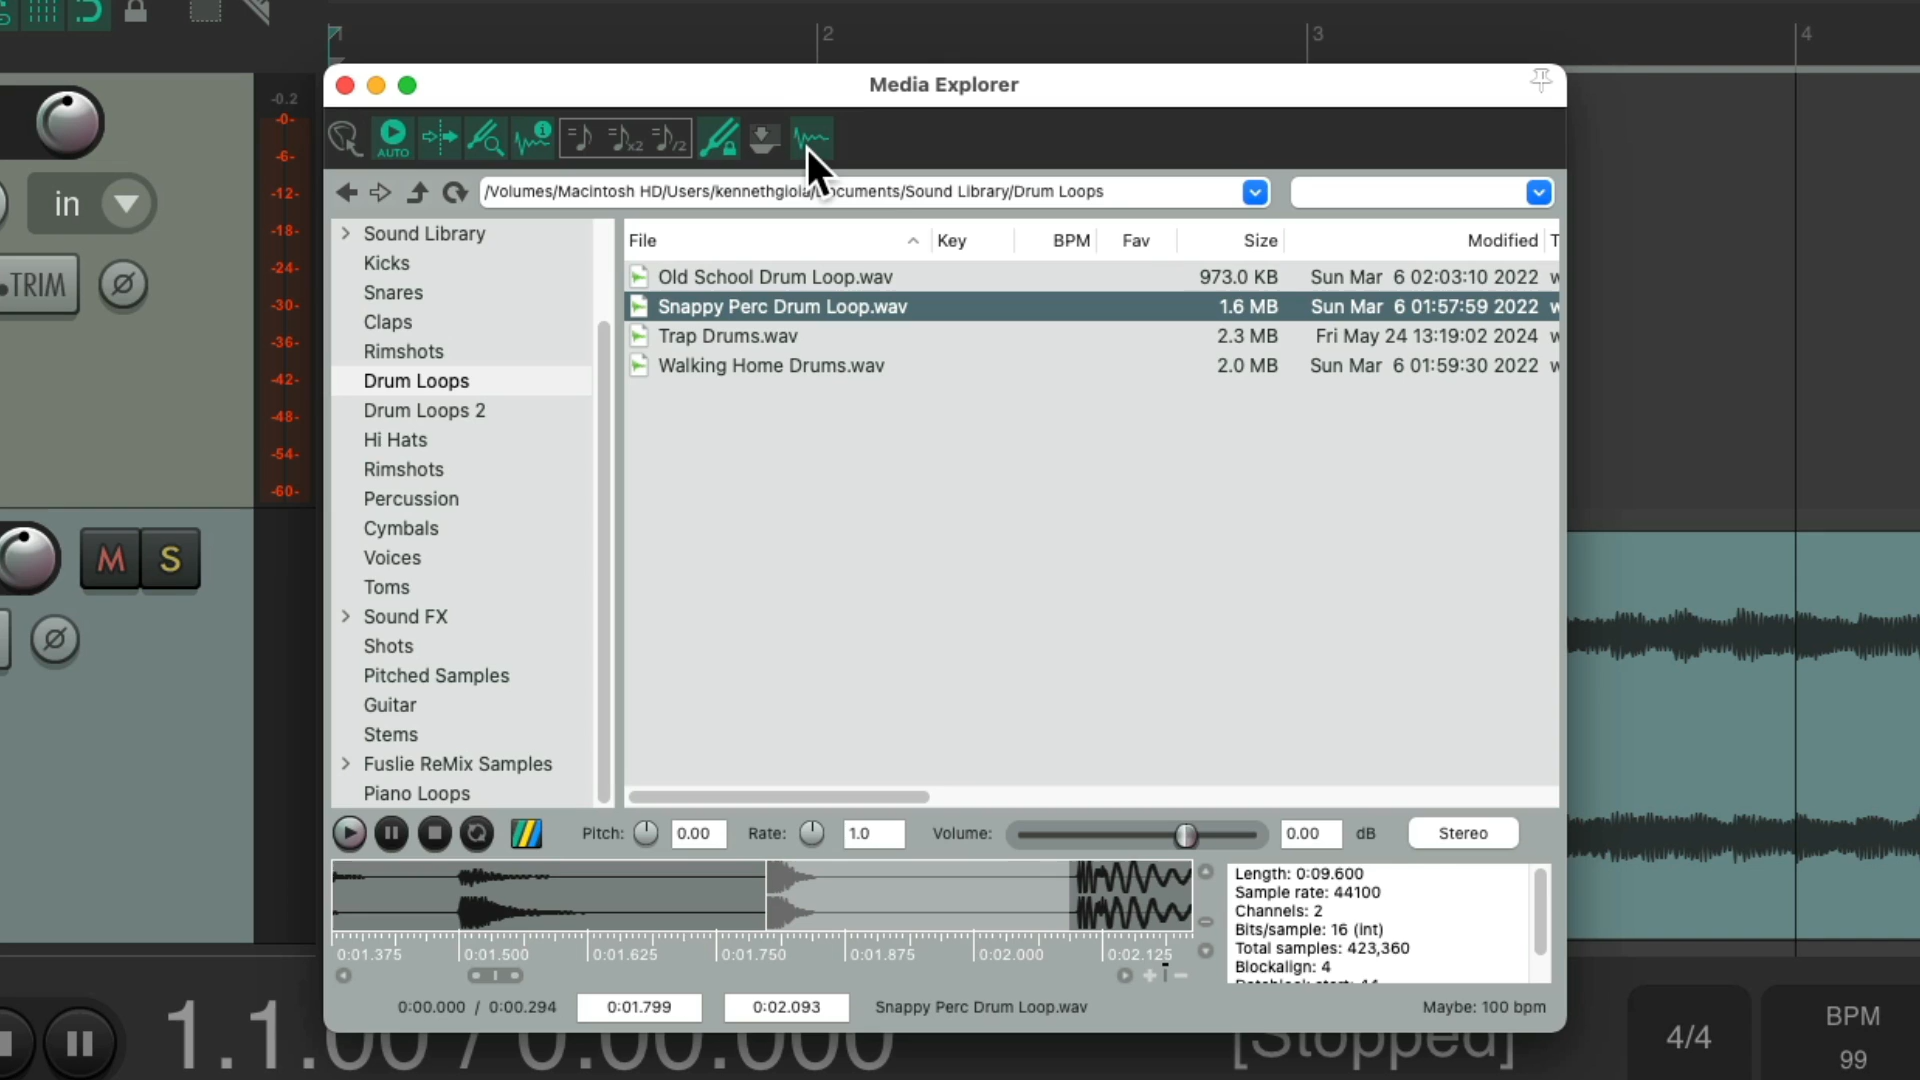 2
3
4
-0.2
-0-
-6-
-12-
-18-
-24-
-30-
-36-
-42-
-48-
-54-
-60-
in
TRIM
M S
Media Explorer
AUTO
x2
/2
/Volumes/Macintosh HD/Users/kennethgioia/ cuments/Sound Library/Drum Loops
Sound Library
Kicks
Snares
Claps
Rimshots
Drum Loops
Drum Loops 2
Hi Hats
Rimshots
Percussion
Cymbals
Voices
Toms
Sound FX
Shots
Pitched Samples
Guitar
Stems
Fuslie ReMix Samples
Piano Loops
File Key BPM Fav Size Modified T
Old School Drum Loop.wav 973.0 KB Sun Mar 6 02:03:10 2022 w
Snappy Perc Drum Loop.wav 1.6 MB Sun Mar 6 01:57:59 2022 w
Trap Drums.wav 2.3 MB Fri May 24 13:19:02 2024 w
Walking Home Drums.wav 2.0 MB Sun Mar 6 01:59:30 2022 w
Pitch: 0.00 Rate: 1.0 Volume: 0.00 dB Stereo
0:01.375 0:01.500 0:01.625 0:01.750 0:01.875 0:02.000 0:02.125
Length: 0:09.600
Sample rate: 44100
Channels: 2
Bits/sample: 16 (int)
Total samples: 423,360
Blockalign: 4
0:00.000 / 0:00.294 0:01.799 0:02.093 Snappy Perc Drum Loop.wav Maybe: 100 bpm
1.1.00 / 0:00.000
[Stopped]
4/4
BPM
99